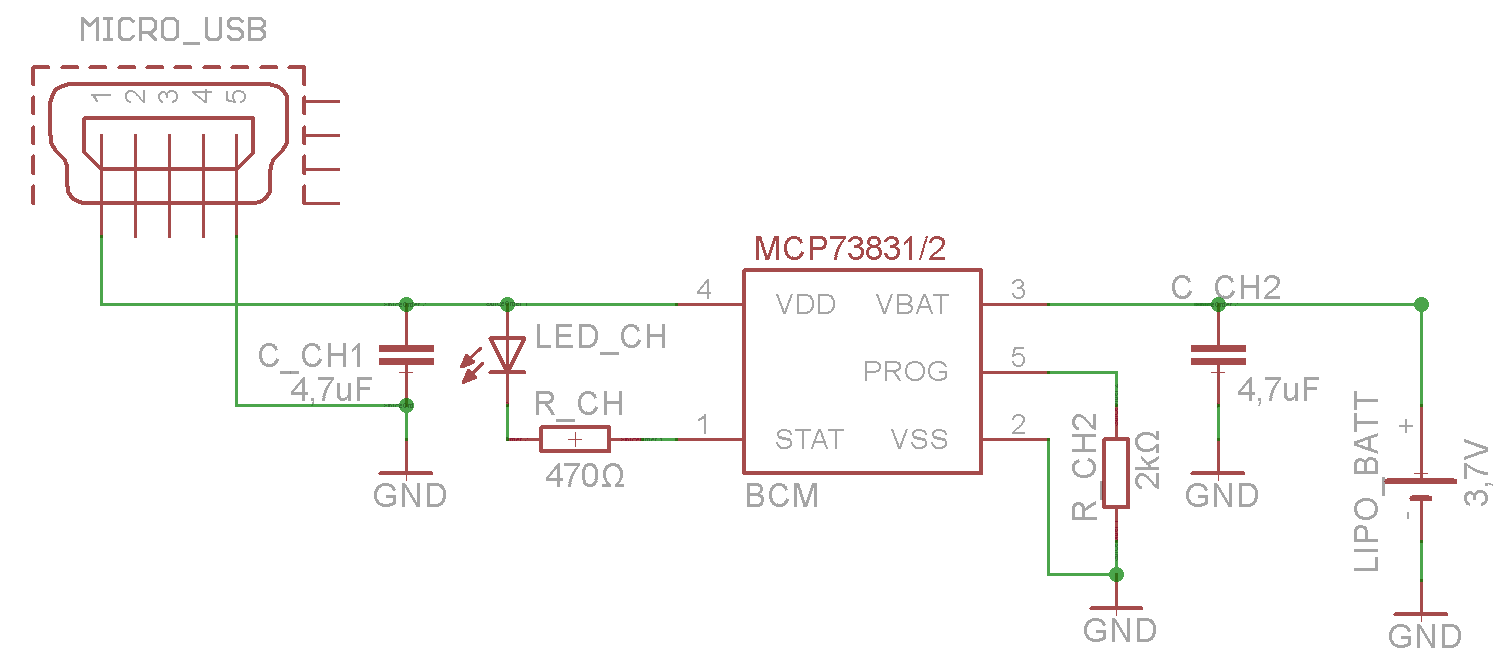 MICRO_USB
1 2 3 4 5
MCP73831/2
4 VDD VBAT 3
C_CH2
LED_CH
C_CH1
4,7uF
PROG 5
4,7uF
R_CH
1 STAT VSS 2
470Ω
R_CH2
2kΩ
LIPO_BATT
+
-
3,7V
GND
BCM
GND
GND
GND